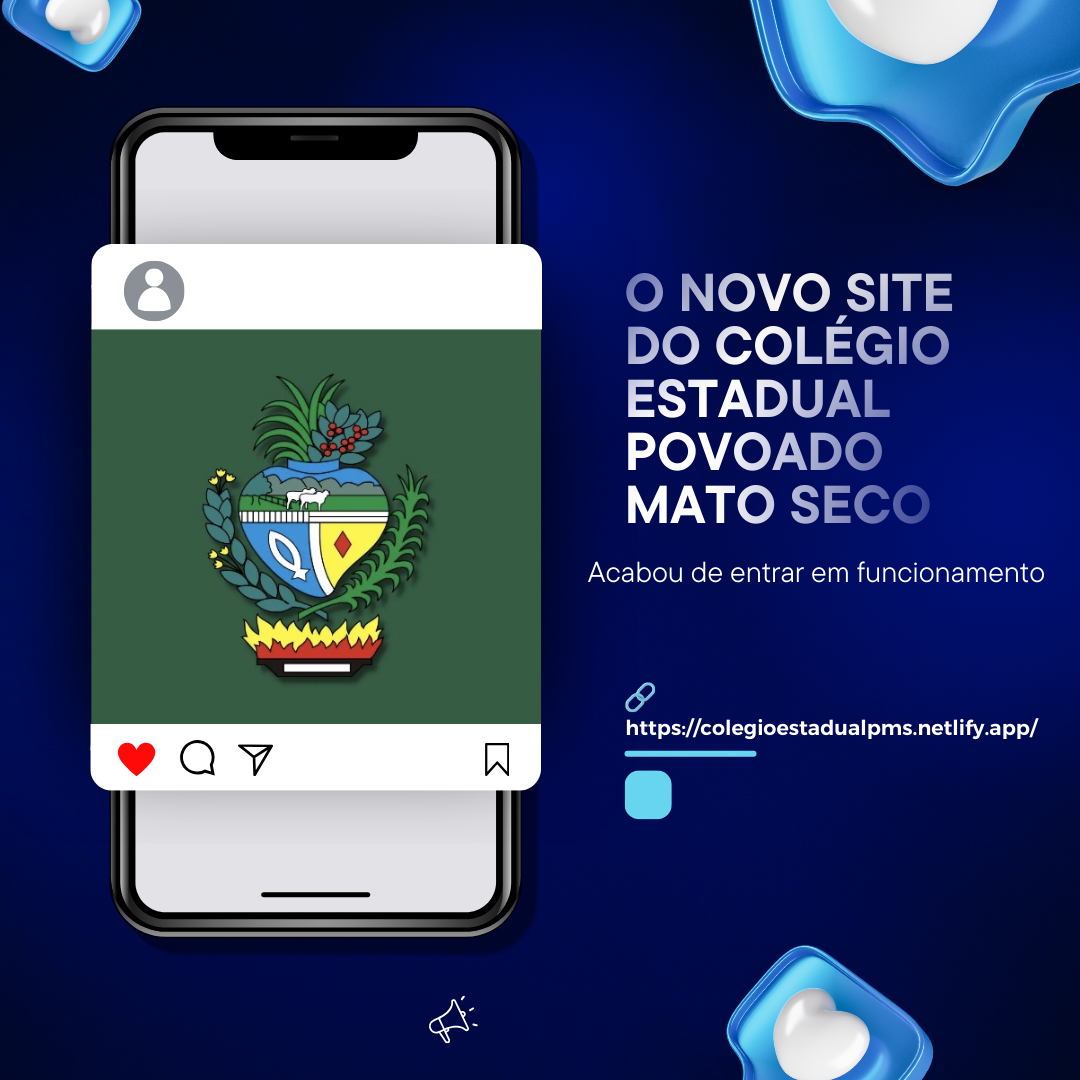 O NOVO SITE
DO COLÉGIO
ESTADUAL
POVOADO
MATO SECO
Acabou de entrar em funcionamento
https://colegioestadualpms.netlify.app/